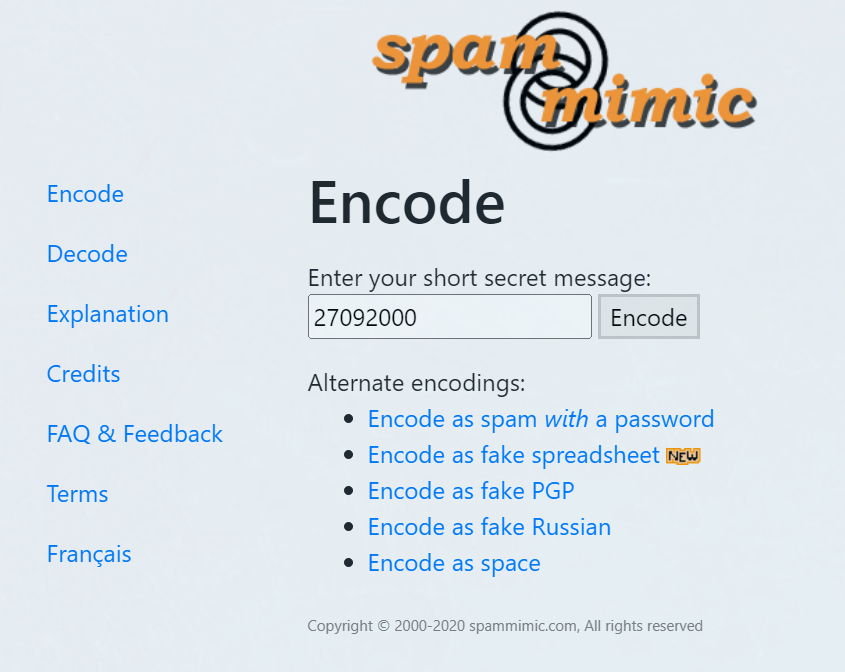 spam
mimic
Encode
Decode
Explanation
Credits
FAQ & Feedback
Terms
Français
Encode
Enter your short secret message:
27092000 Encode
Alternate encodings:
• Encode as spam with a password
• Encode as fake spreadsheet NEW
• Encode as fake PGP
• Encode as fake Russian
• Encode as space
Copyright © 2000-2020 spammimic.com, All rights reserved